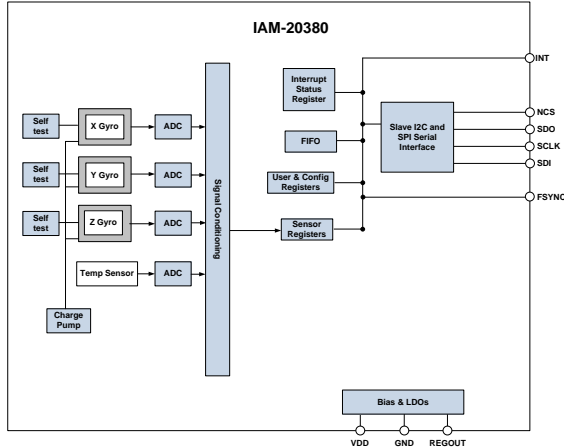 IAM-20380
INT
Interrupt
Status
Register
NCS
Self
test
X Gyro
ADC
Slave I2C and
SPI Serial
Interface
SDO
FIFO
SCLK
SDI
Self
test
Y Gyro
ADC
Signal Conditioning
User & Config
Registers
FSYNC
Self
test
Z Gyro
ADC
Sensor
Registers
Temp Sensor
ADC
Charge
Pump
Bias & LDOs
VDD
GND
REGOUT